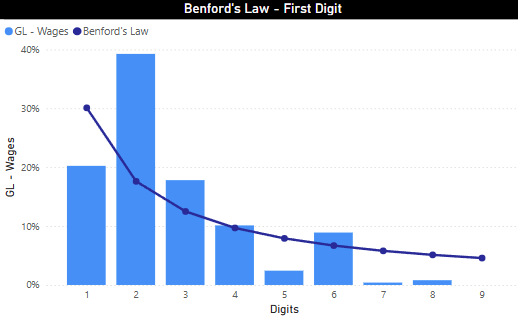 Benford's Law - First Digit
GL - Wages Benford's Law
40%
30%
20%
10%
0%
GL - Wages
1 2 3 4 5 6 7 8 9
Digits